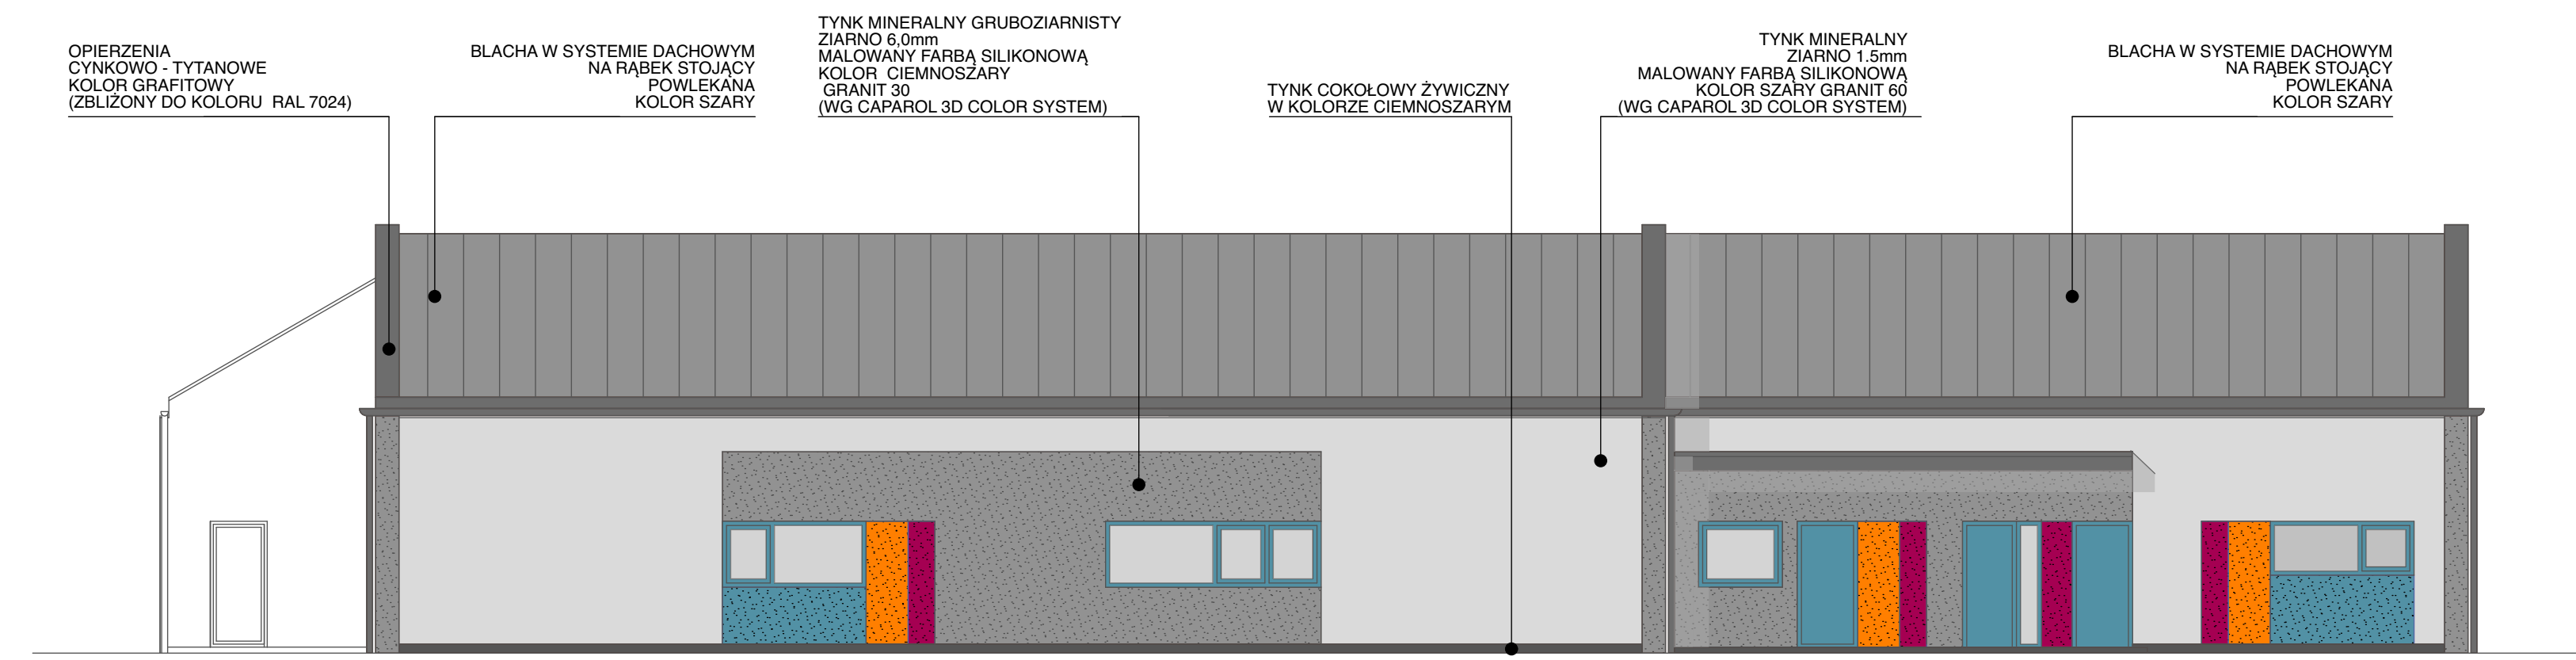 OPIERZENIA
CYNKOWO - TYTANOWE
KOLOR GRAFITOWY
(ZBLIŻONY DO KOLORU RAL 7024)
BLACHA W SYSTEMIE DACHOWYM
NA RĄBEK STOJĄCY
POWLEKANA
KOLOR SZARY
TYNK MINERALNY GRUBOZIARNISTY
ZIARNO 6,0mm
MALOWANY FARBĄ SILIKONOWĄ
KOLOR CIEMNOSZARY
GRANIT 30
(WG CAPAROL 3D COLOR SYSTEM)
TYNK COKOŁOWY ŻYWICZNY
W KOLORZE CIEMNOSZARYM
TYNK MINERALNY
ZIARNO 1.5mm
MALOWANY FARBĄ SILIKONOWĄ
KOLOR SZARY GRANIT 60
(WG CAPAROL 3D COLOR SYSTEM)
BLACHA W SYSTEMIE DACHOWYM
NA RĄBEK STOJĄCY
POWLEKANA
KOLOR SZARY